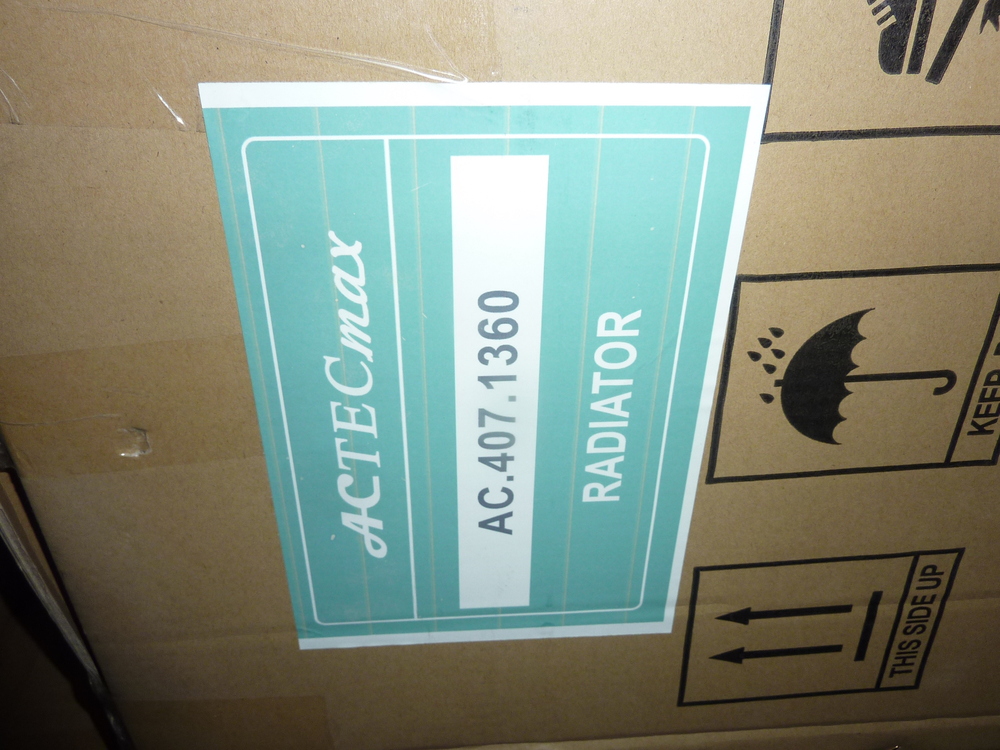 ACTECmax
AC.407.1360
RADIATOR
KEEP
THIS SIDE UP